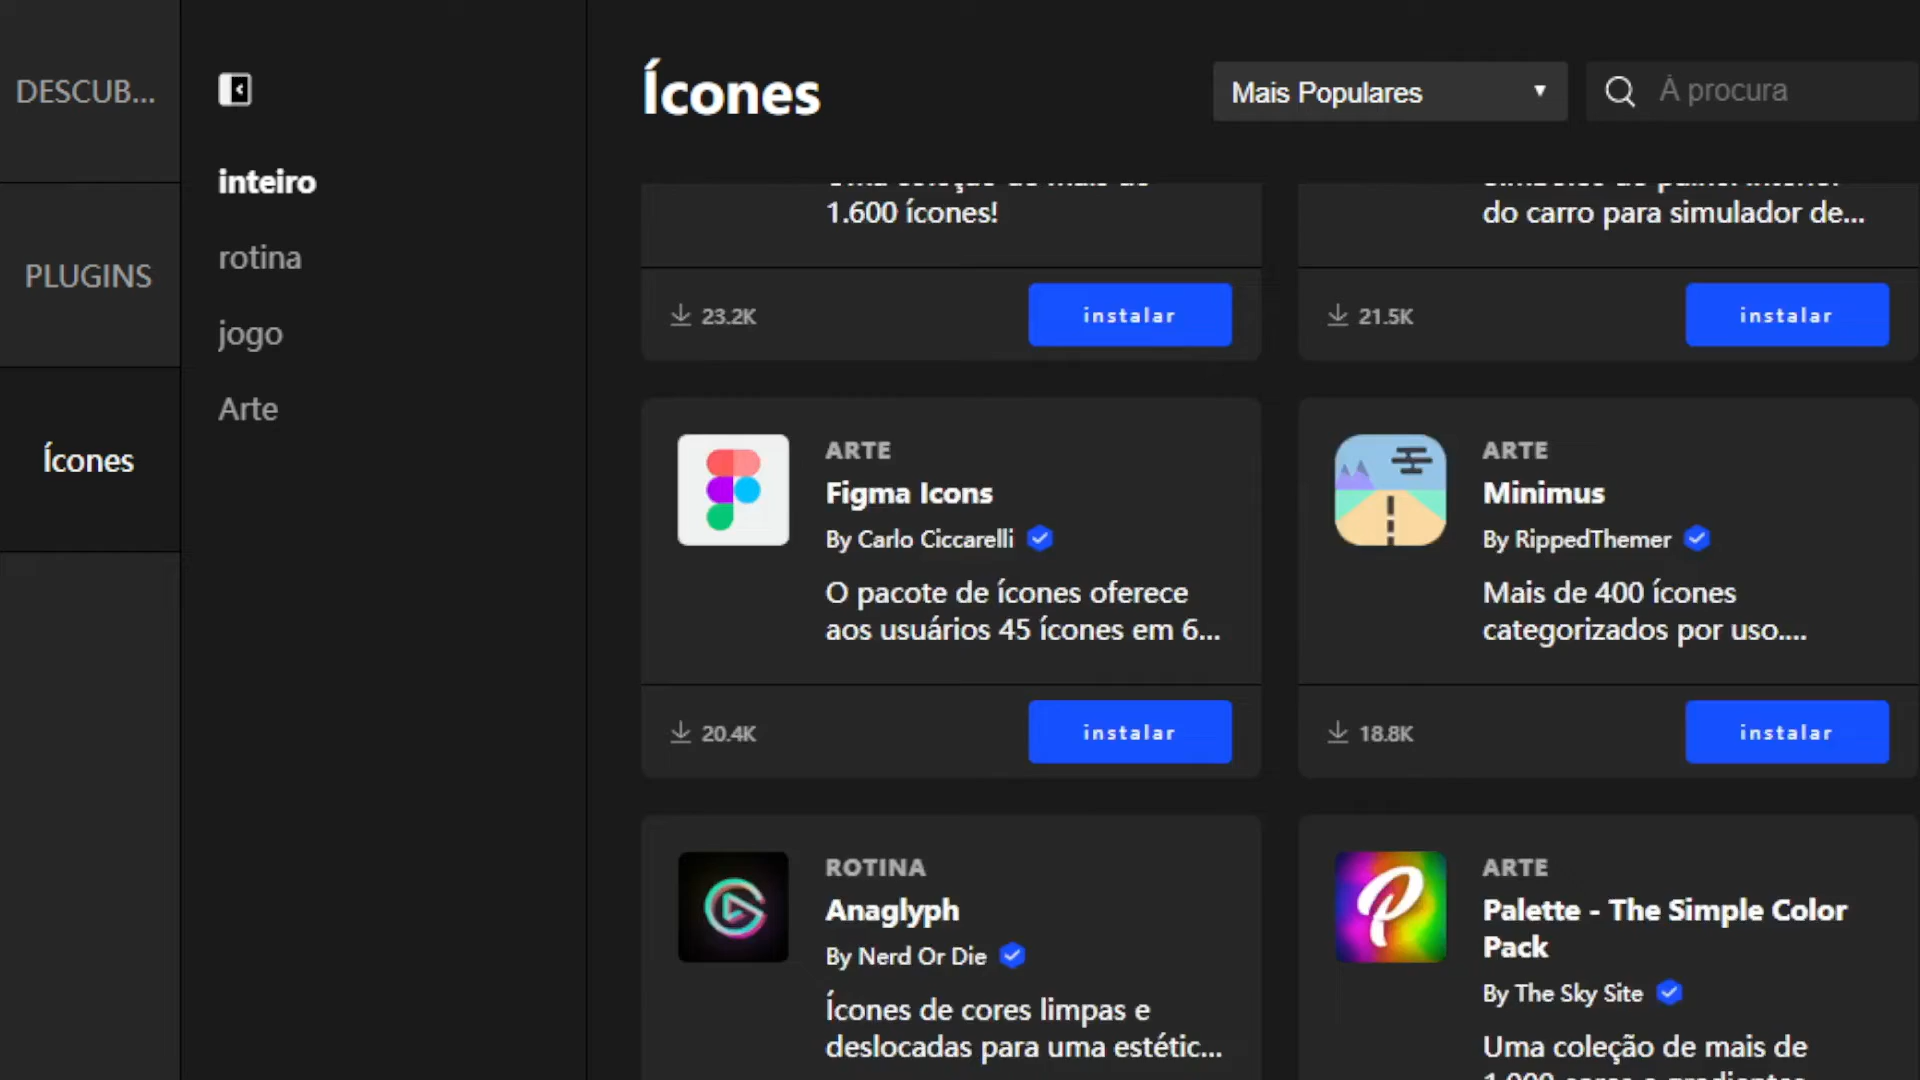 DESCUB...
PLUGINS
Ícones
inteiro
rotina
jogo
Arte
Ícones
Mais Populares
À procura
1.600 ícones!
23.2K
instalar
do carro para simulador de...
21.5K
instalar
ARTE
Figma Icons
By Carlo Ciccarelli
O pacote de ícones oferece
aos usuários 45 ícones em 6...
20.4K
instalar
ARTE
Minimus
By RippedThemer
Mais de 400 ícones
categorizados por uso....
18.8K
instalar
ROTINA
Anaglyph
By Nerd Or Die
Ícones de cores limpas e
deslocadas para uma estétic...
ARTE
Palette - The Simple Color
Pack
By The Sky Site
Uma coleção de mais de